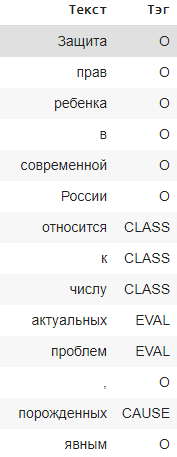 Текст Тэг
Защита O
прав O
ребенка O
в O
современной O
России O
относится CLASS
к CLASS
числу CLASS
актуальных EVAL
проблем EVAL
, O
порожденных CAUSE
явным O